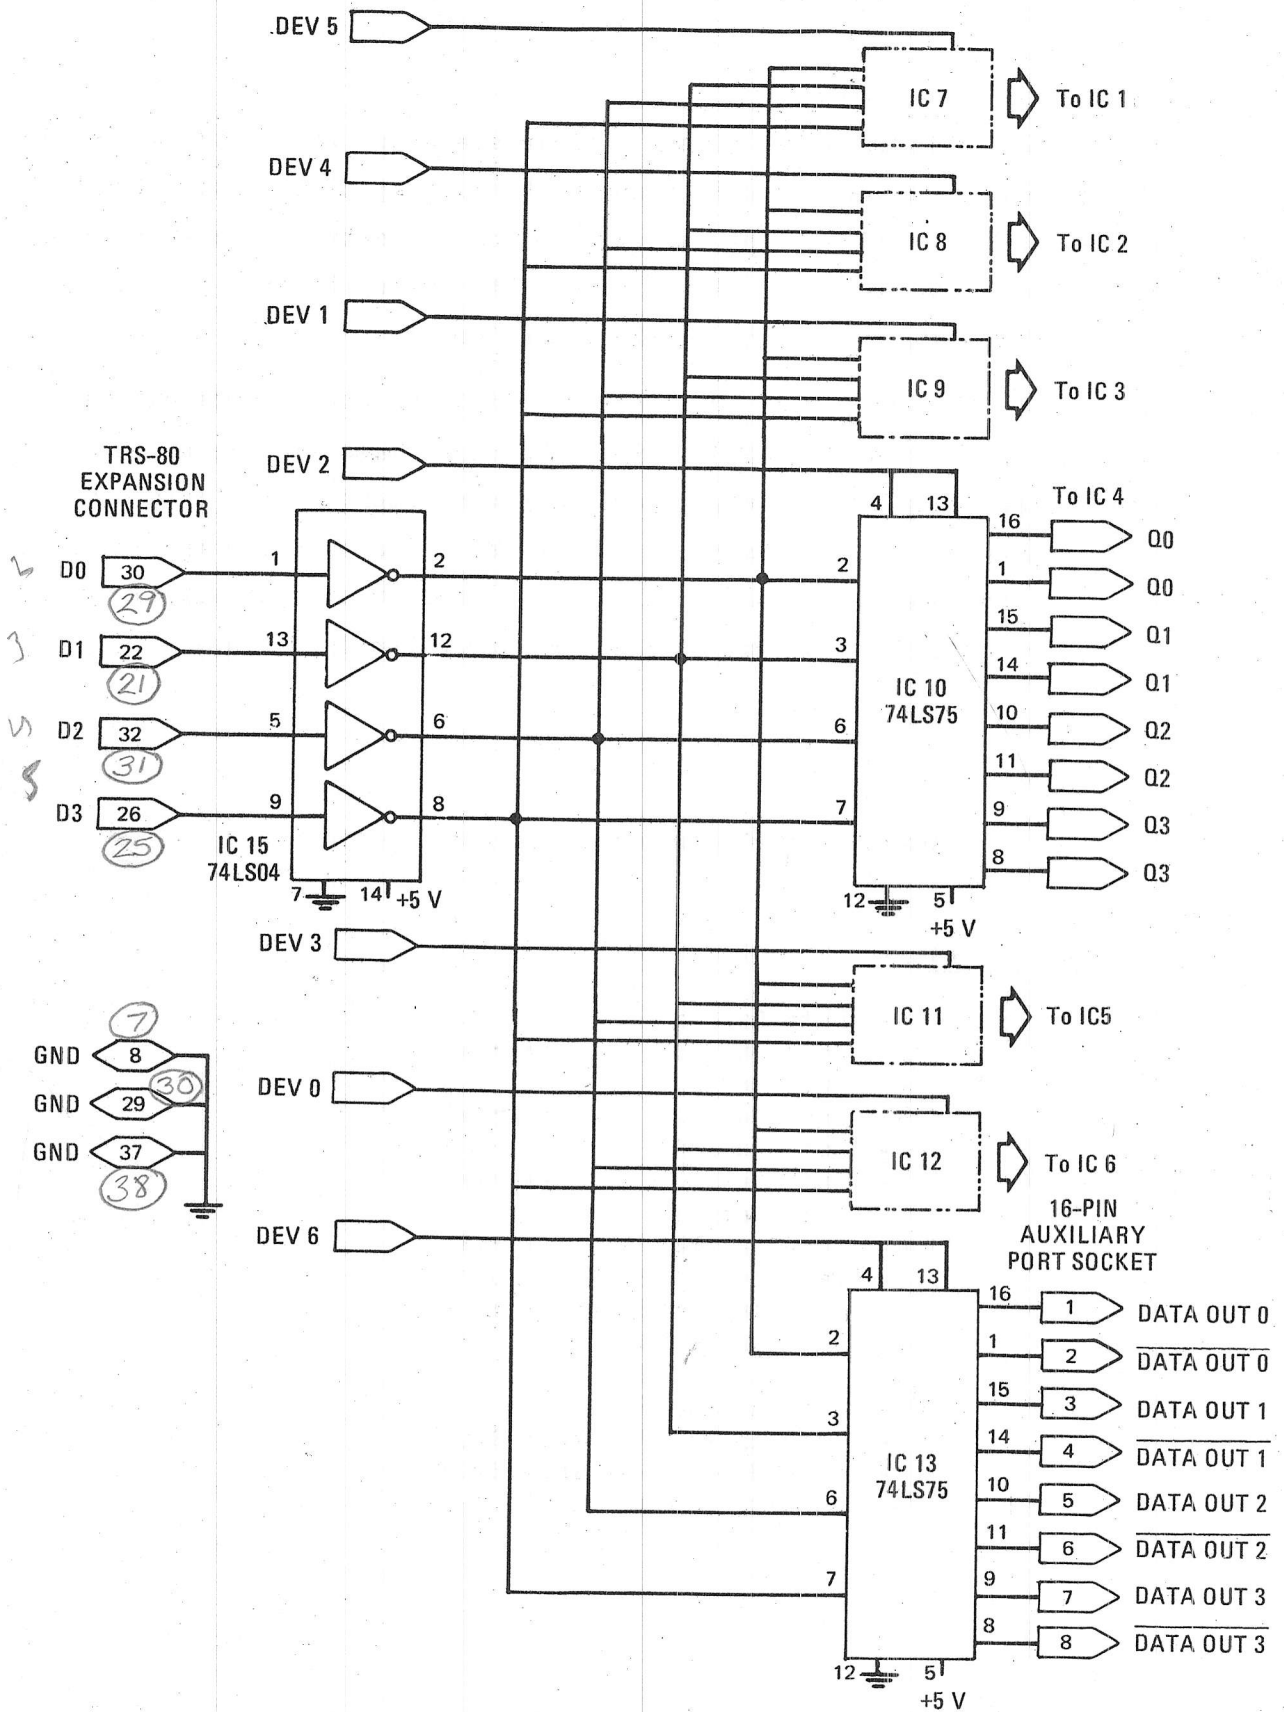 DEV 5
IC 7
To IC 1
DEV 4
IC 8
To IC 2
DEV 1
IC 9
To IC 3
TRS-80
EXPANSION
CONNECTOR
DEV 2
4
13
To IC 4
D0
30
29
1
2
2
16
Q0
1
Q0
D1
22
21
13
12
3
15
Q1
14
Q1
D2
32
31
5
6
6
IC 10
74LS75
10
Q2
11
Q2
D3
26
25
9
8
7
9
Q3
8
Q3
IC 15
74LS04
7
14
+5 V
12
5
+5 V
DEV 3
IC 11
To IC5
7
GND
8
30
GND
29
GND
37
38
DEV 0
IC 12
To IC 6
DEV 6
4
13
16-PIN
AUXILIARY
PORT SOCKET
2
3
6
7
IC 13
74LS75
16
1
DATA OUT 0
1
2
DATA OUT 0
15
3
DATA OUT 1
14
4
DATA OUT 1
10
5
DATA OUT 2
11
6
DATA OUT 2
9
7
DATA OUT 3
8
8
DATA OUT 3
12
5
+5 V